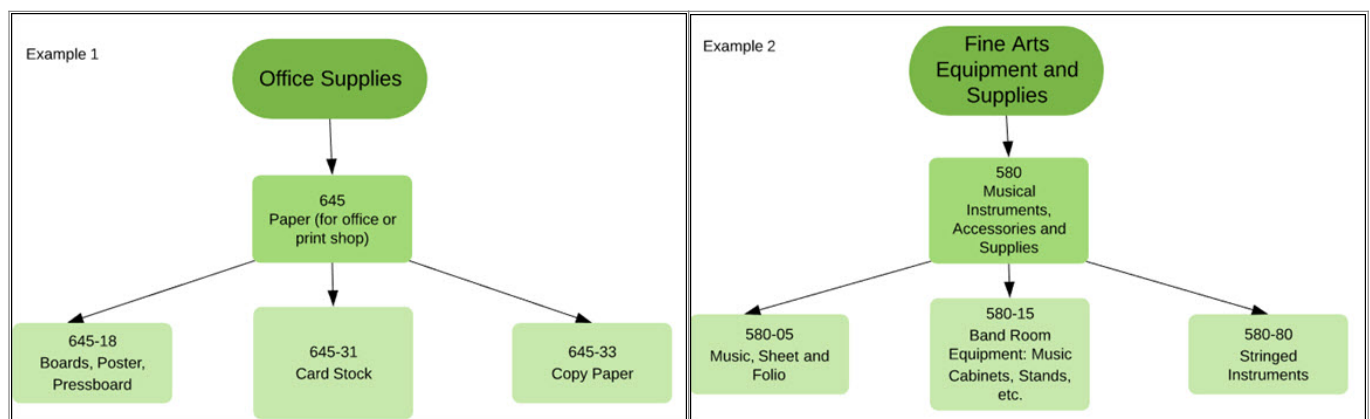 Example 1
Office Supplies
645
Paper (for office or
print shop)
645-18
Boards, Poster,
Pressboard
645-31
Card Stock
645-33
Copy Paper
Example 2
Fine Arts
Equipment and
Supplies
580
Musical
Instruments,
Accessories and
Supplies
580-05
Music, Sheet and
Folio
580-15
Band Room
Equipment: Music
Cabinets, Stands,
etc.
580-80
Stringed
Instruments